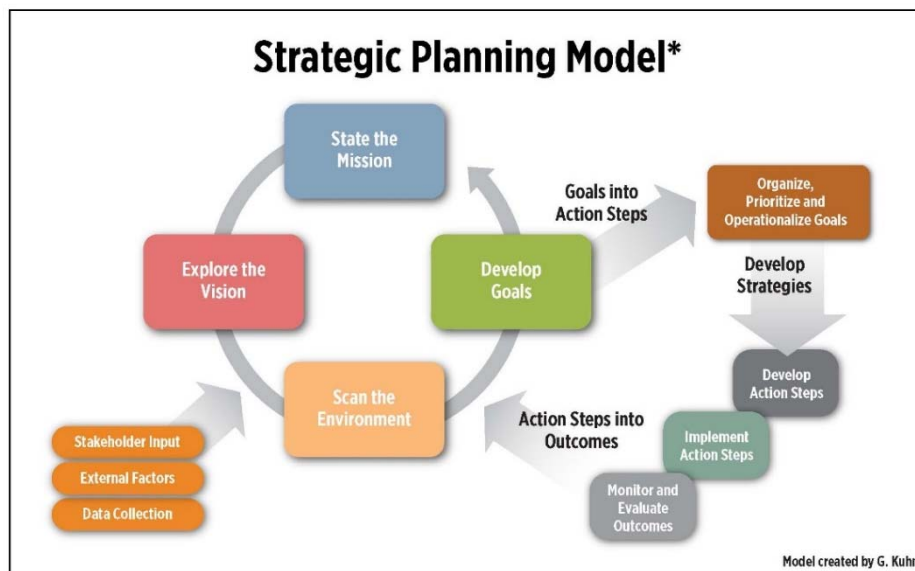 Strategic Planning Model*
State the
Mission
Explore the
Vision
Develop
Goals
Scan the
Environment
Stakeholder Input
External Factors
Data Collection
Goals into
Action Steps
Organize,
Prioritize and
Operationalize Goals
Develop
Strategies
Develop
Action Steps
Implement
Action Steps
Monitor and
Evaluate
Outcomes
Action Steps into
Outcomes
Model created by G. Kuhn